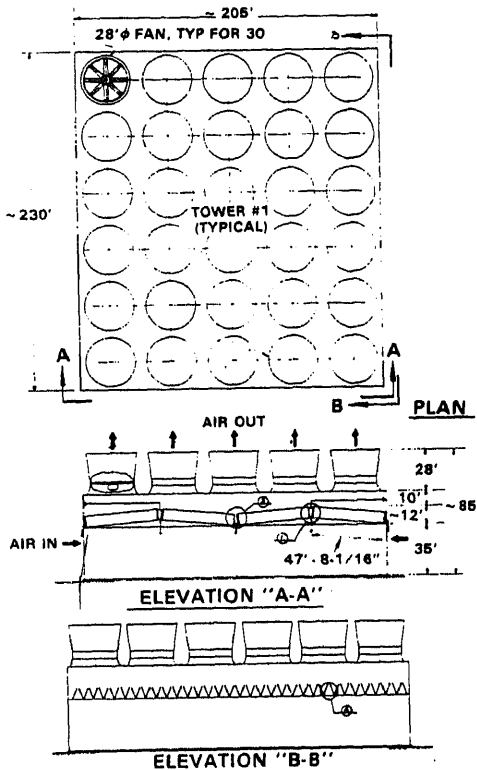 ~ 205'
28'ϕ FAN, TYP FOR 30
~ 230'
TOWER #1
(TYPICAL)
A
A
B
PLAN
AIR OUT
28'
10'
~ 85
~ 12'
AIR IN
35'
47' - 8-1/16"
ELEVATION "A-A"
ELEVATION "B-B"